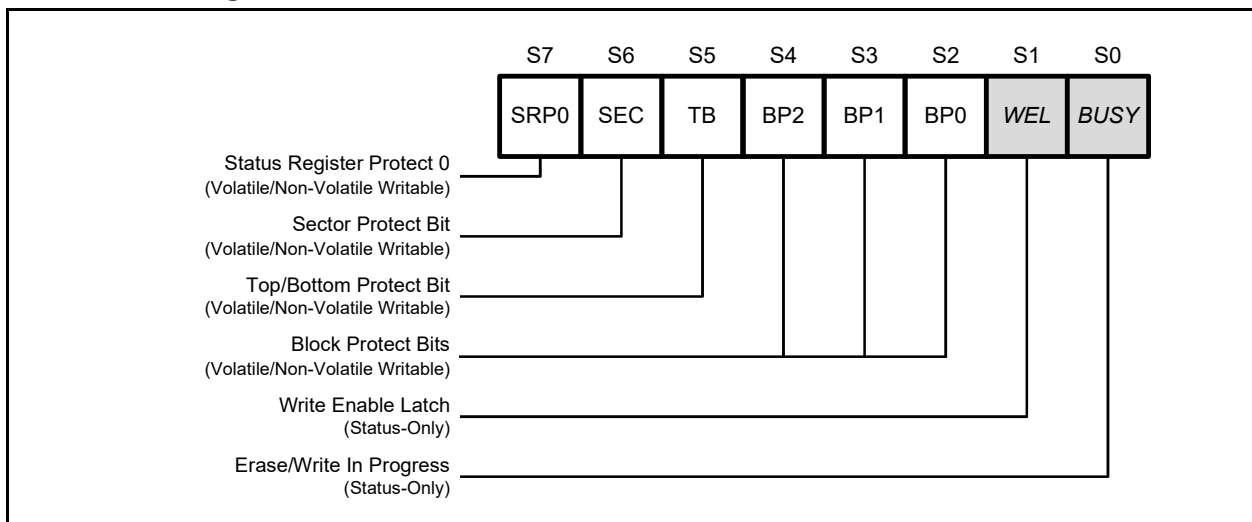 S7 S6 S5 S4 S3 S2 S1 S0
SRP0 SEC TB BP2 BP1 BP0 WEL BUSY
Status Register Protect 0
(Volatile/Non-Volatile Writable)
Sector Protect Bit
(Volatile/Non-Volatile Writable)
Top/Bottom Protect Bit
(Volatile/Non-Volatile Writable)
Block Protect Bits
(Volatile/Non-Volatile Writable)
Write Enable Latch
(Status-Only)
Erase/Write In Progress
(Status-Only)